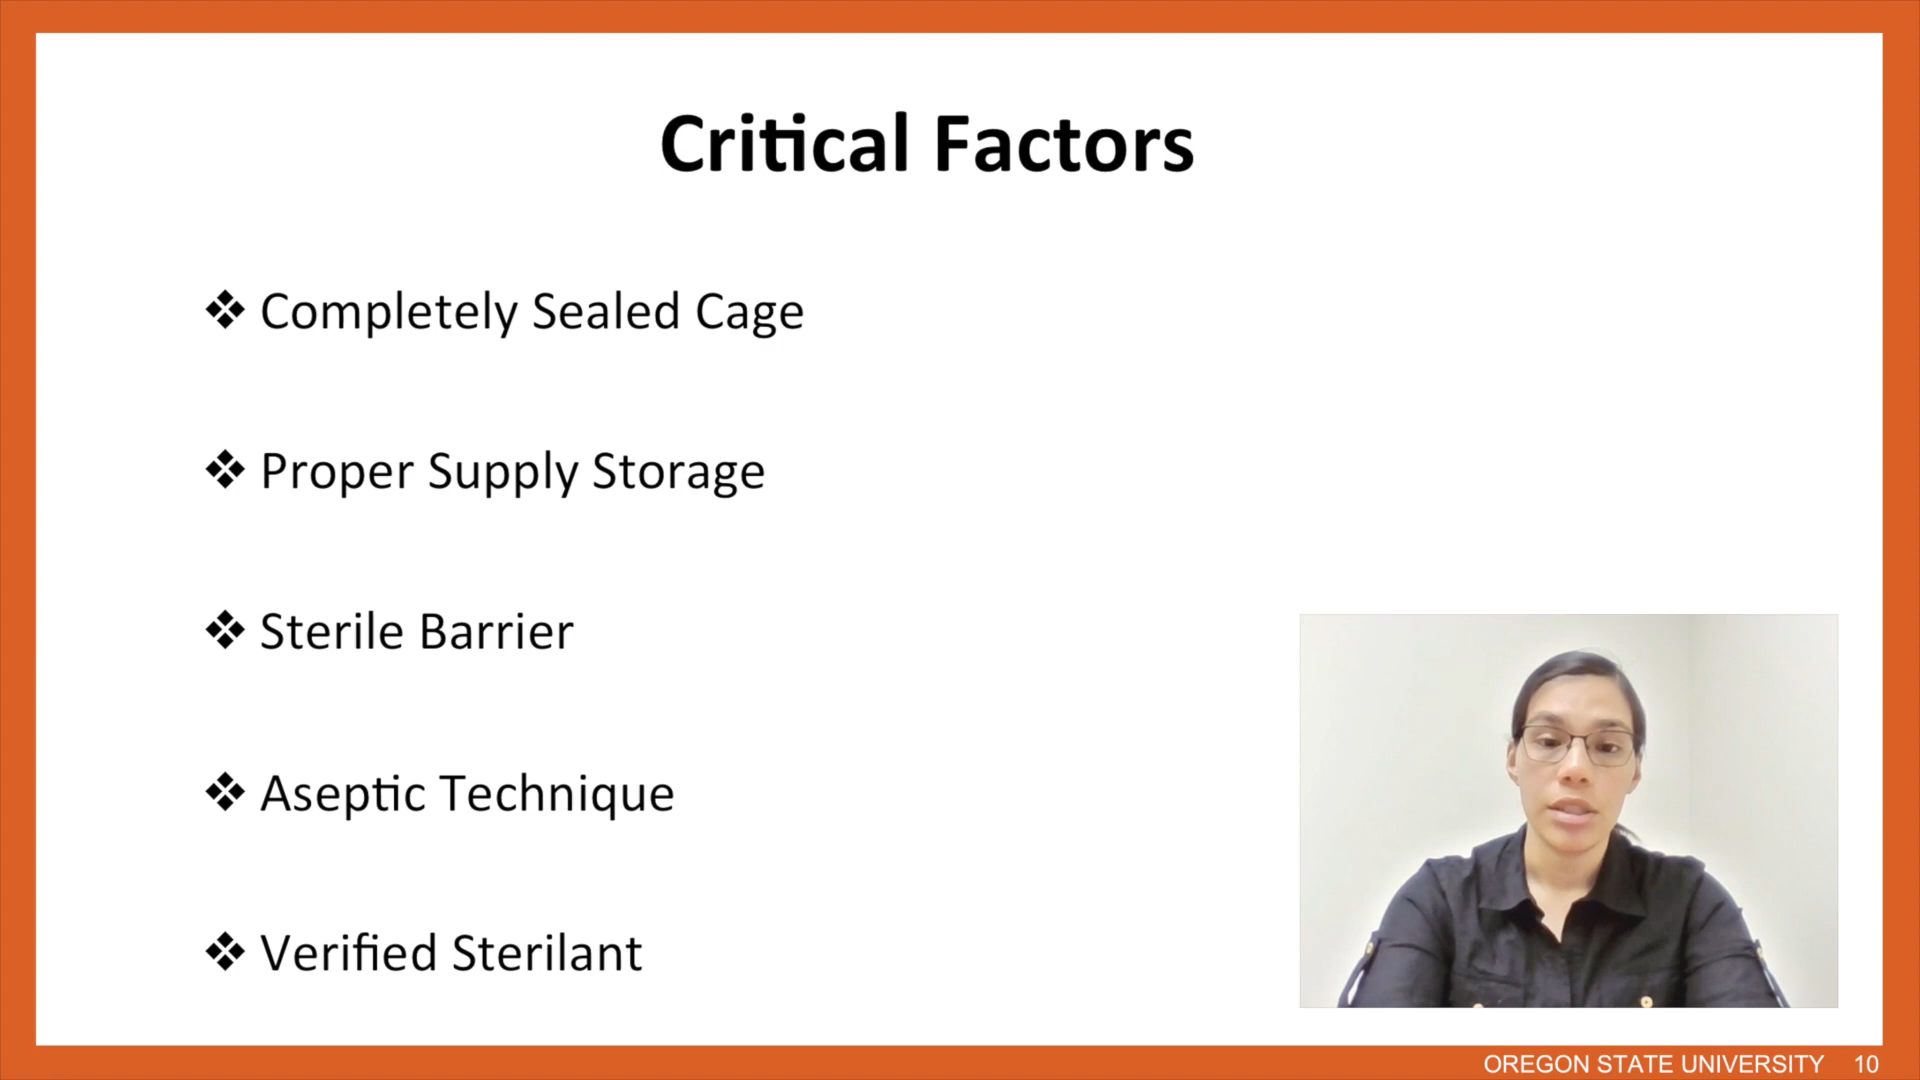 Critical Factors
❖ Completely Sealed Cage
❖ Proper Supply Storage
❖ Sterile Barrier
❖ Aseptic Technique
❖ Verified Sterilant
OREGON STATE UNIVERSITY 10